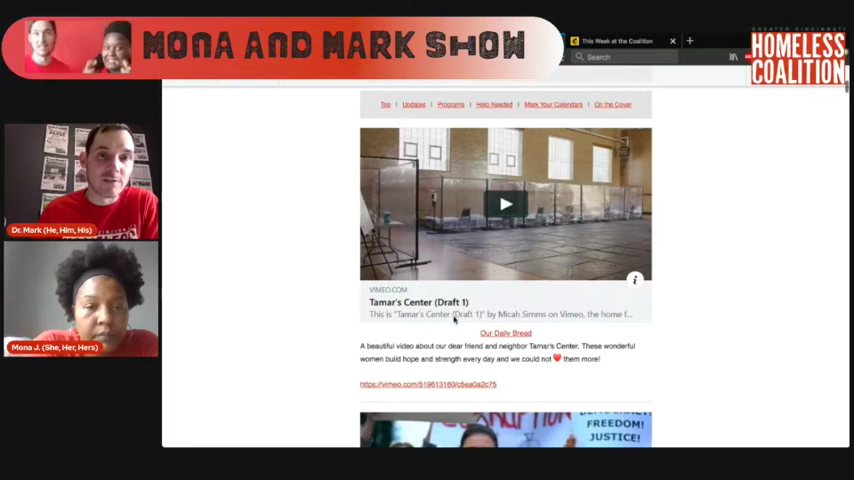 MONA AND MARK SHOW
This Week at the Coalition
Search
GREATER CINCINNATI
HOMELESS
COALITION
Top | Updates | Programs | Help Needed | Mark Your Calendars | On the Cover
Dr. Mark (He, Him, His)
Mona J. (She, Her, Hers)
VIMEO.COM
Tamar's Center (Draft 1)
This is "Tamar's Center (Draft 1)" by Micah Simms on Vimeo, the home f...
Our Daily Bread
A beautiful video about our dear friend and neighbor Tamar's Center. These wonderful
women build hope and strength every day and we could not ❤️ them more!
https://vimeo.com/519613160/c5ea0a2c75
FREEDOM!
JUSTICE!